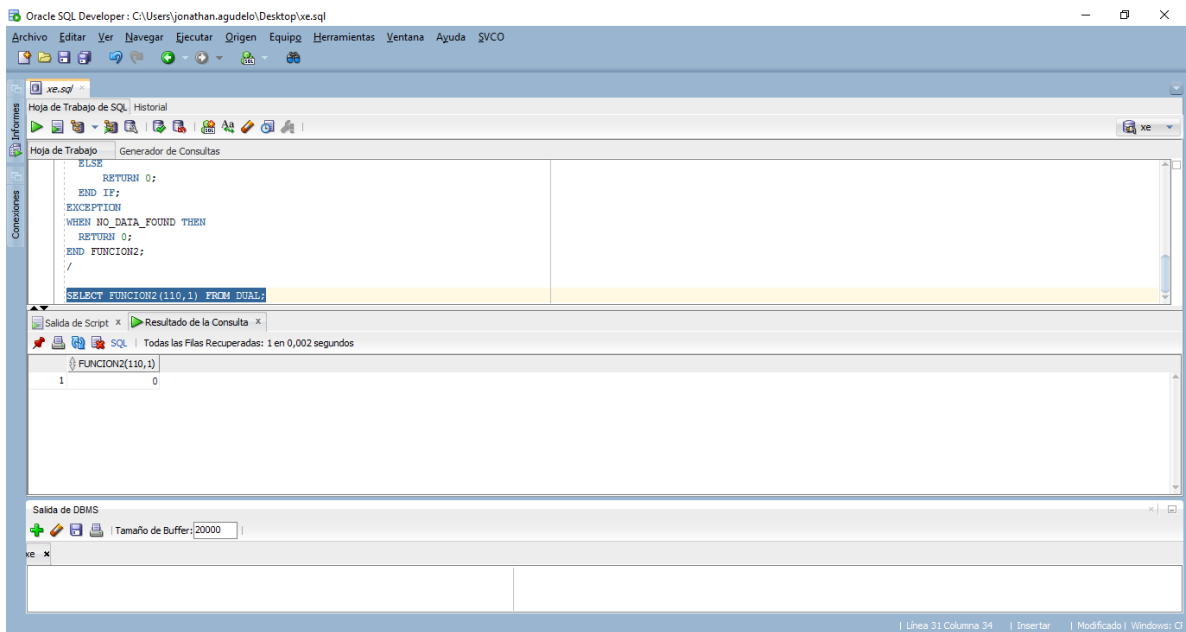 Oracle SQL Developer : C:\Users\jonathan.agudelo\Desktop\xe.sql
Archivo Editar Ver Navegar Ejecutar Origen Equipo Herramientas Ventana Ayuda SVCO
xe.sql
Hoja de Trabajo de SQL Historial
xe
Hoja de Trabajo Generador de Consultas
Informes
Conexiones
ELSE
RETURN 0;
END IF;
EXCEPTION
WHEN NO_DATA_FOUND THEN
RETURN 0;
END FUNCION2;
/
SELECT FUNCION2(110,1) FROM DUAL;
Salida de Script x Resultado de la Consulta x
SQL | Todas las Filas Recuperadas: 1 en 0,002 segundos
FUNCION2(110,1)
1 0
Salida de DBMS
Tamaño de Buffer: 20000
xe x
| Línea 31 Columna 34 | Insertar | Modificado | Windows: CF